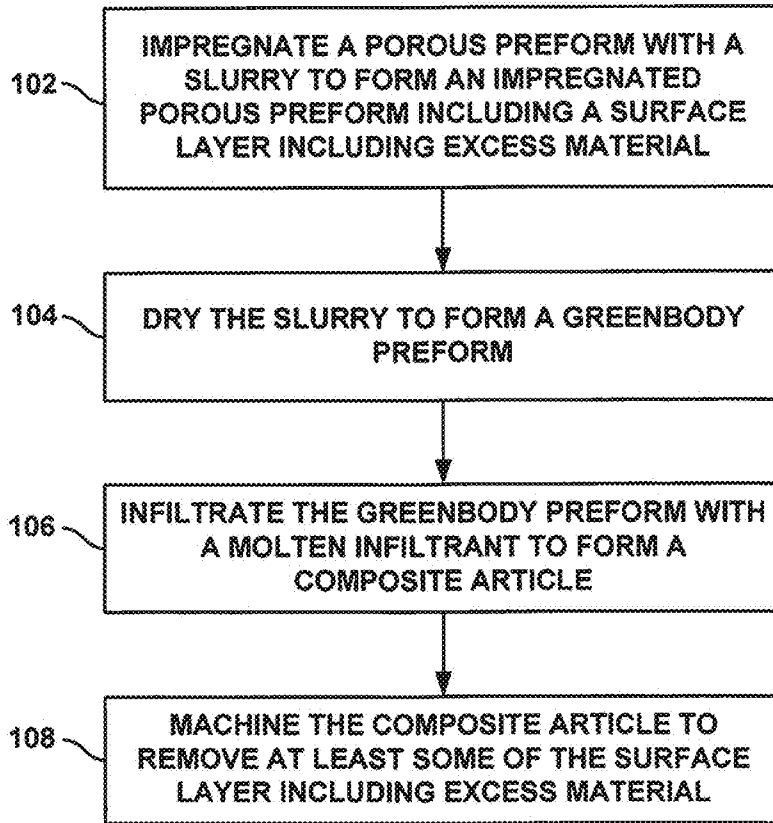 102
IMPREGNATE A POROUS PREFORM WITH A
SLURRY TO FORM AN IMPREGNATED
POROUS PREFORM INCLUDING A SURFACE
LAYER INCLUDING EXCESS MATERIAL
104
DRY THE SLURRY TO FORM A GREENBODY
PREFORM
106
INFILTRATE THE GREENBODY PREFORM WITH
A MOLTEN INFILTRANT TO FORM A
COMPOSITE ARTICLE
108
MACHINE THE COMPOSITE ARTICLE TO
REMOVE AT LEAST SOME OF THE SURFACE
LAYER INCLUDING EXCESS MATERIAL